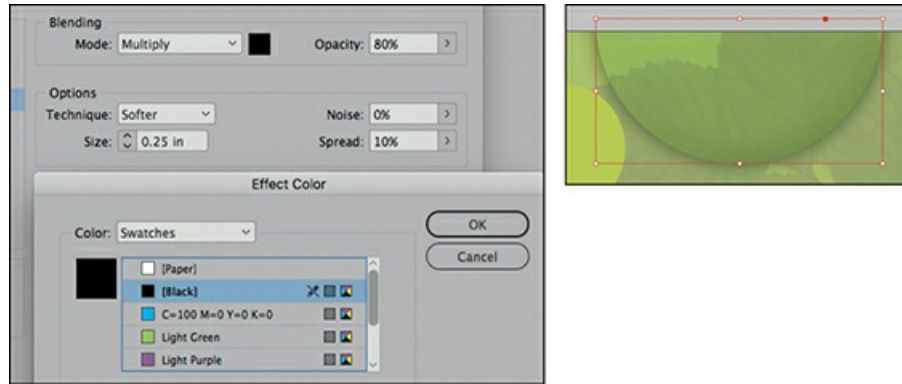 Blending
Mode: Multiply Opacity: 80%
Options
Technique: Softer Noise: 0%
Size: 0.25 in Spread: 10%
Effect Color
Color: Swatches OK
Cancel
[Paper]
[Black]
C=100 M=0 Y=0 K=0
Light Green
Light Purple